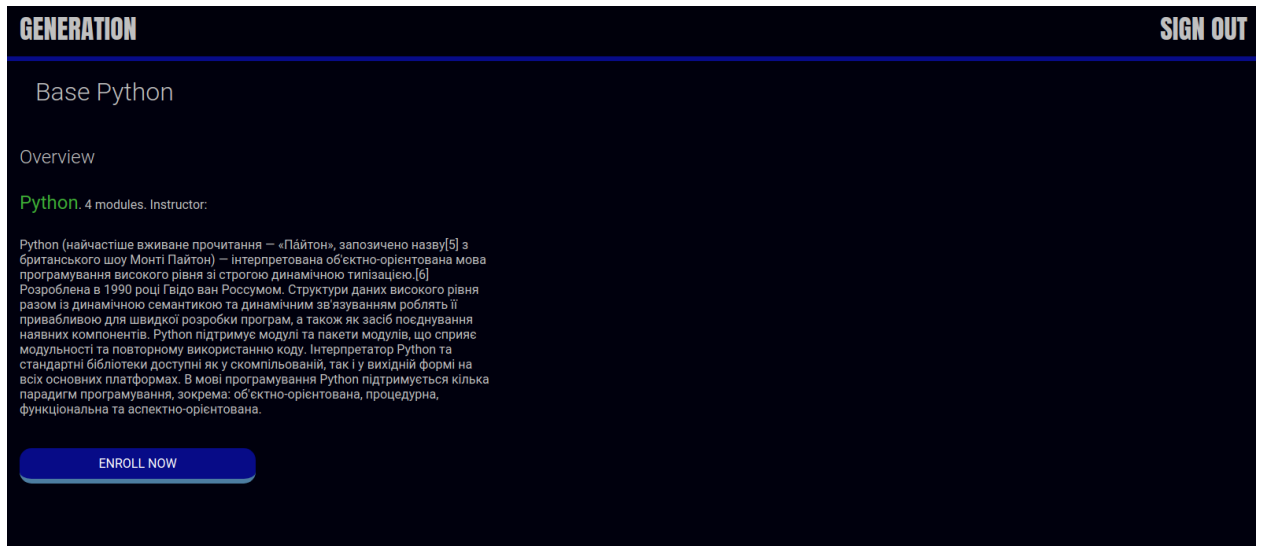 GENERATION
SIGN OUT
Base Python
Overview
Python. 4 modules. Instructor:
Python (найчастіше вживане прочитання — «Па́йтон», запозичено назву[5] з
британського шоу Монті Пайтон) — інтерпретована об'єктно-орієнтована мова
програмування високого рівня зі строгою динамічною типізацією.[6]
Розроблена в 1990 році Гвідо ван Россумом. Структури даних високого рівня
разом із динамічною семантикою та динамічним зв'язуванням роблять її
привабливою для швидкої розробки програм, а також як засіб поєднування
наявних компонентів. Python підтримує модулі та пакети модулів, що сприяє
модульності та повторному використанню коду. Інтерпретатор Python та
стандартні бібліотеки доступні як у скомпільованій, так і у вихідній формі на
всіх основних платформах. В мові програмування Python підтримується кілька
парадигм програмування, зокрема: об'єктно-орієнтована, процедурна,
функціональна та аспектно-орієнтована.
ENROLL NOW